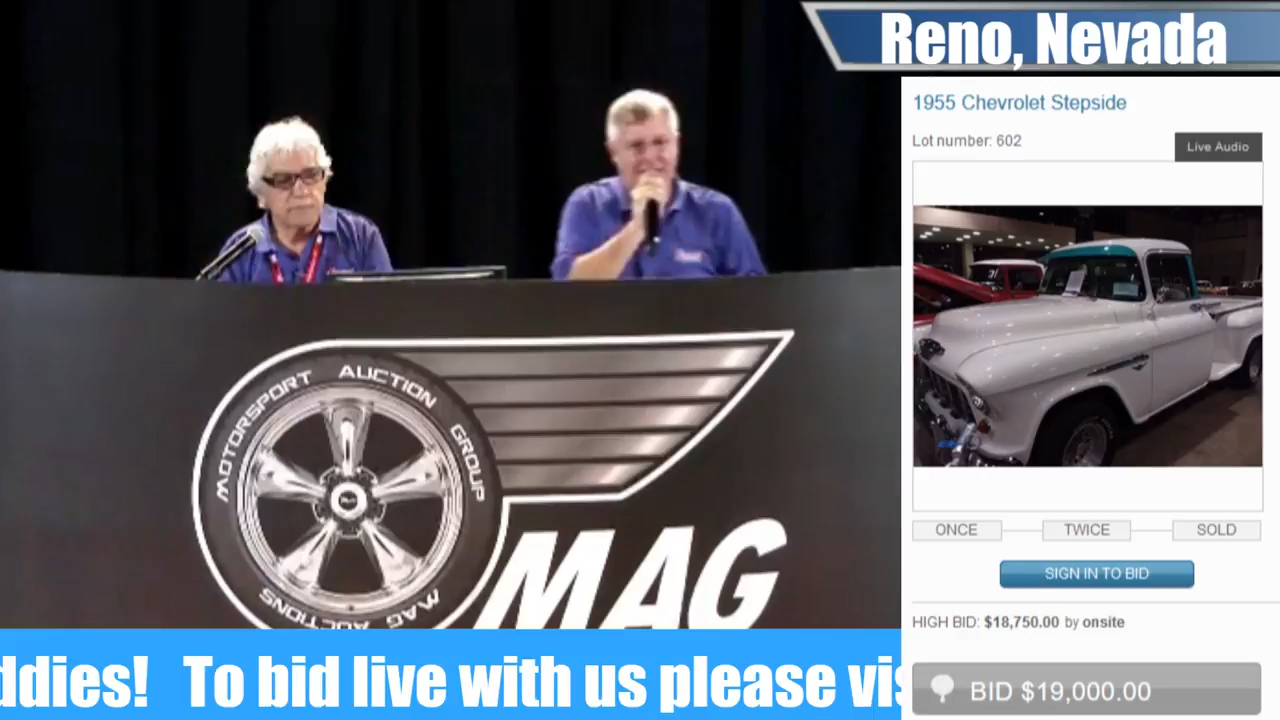 Reno, Nevada
1955 Chevrolet Stepside
Lot number: 602
Live Audio
MOTORSPORT AUCTION GROUP
MAG AUCTIONS
MAG
ONCE
TWICE
SOLD
SIGN IN TO BID
HIGH BID: $18,750.00 by onsite
BID $19,000.00
ddies! To bid live with us please vis